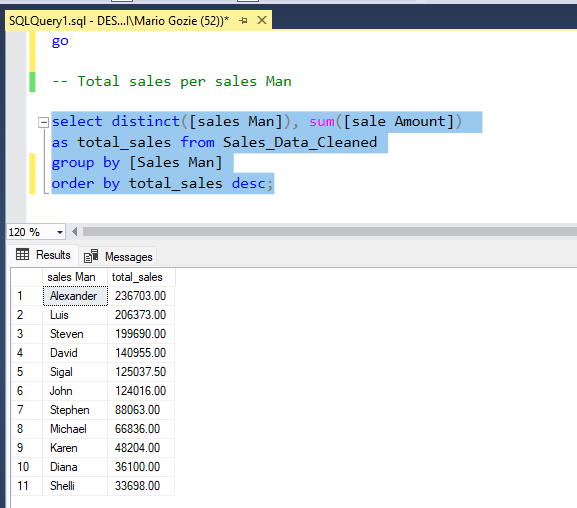 SQLQuery1.sql - DES...l\Mario Gozie (52))*
go
-- Total sales per sales Man
select distinct([sales Man]), sum([sale Amount])
as total_sales from Sales_Data_Cleaned
group by [Sales Man]
order by total_sales desc;
120 %
Results Messages
sales Man total_sales
1 Alexander 236703.00
2 Luis 206373.00
3 Steven 199690.00
4 David 140955.00
5 Sigal 125037.50
6 John 124016.00
7 Stephen 88063.00
8 Michael 66836.00
9 Karen 48204.00
10 Diana 36100.00
11 Shelli 33698.00